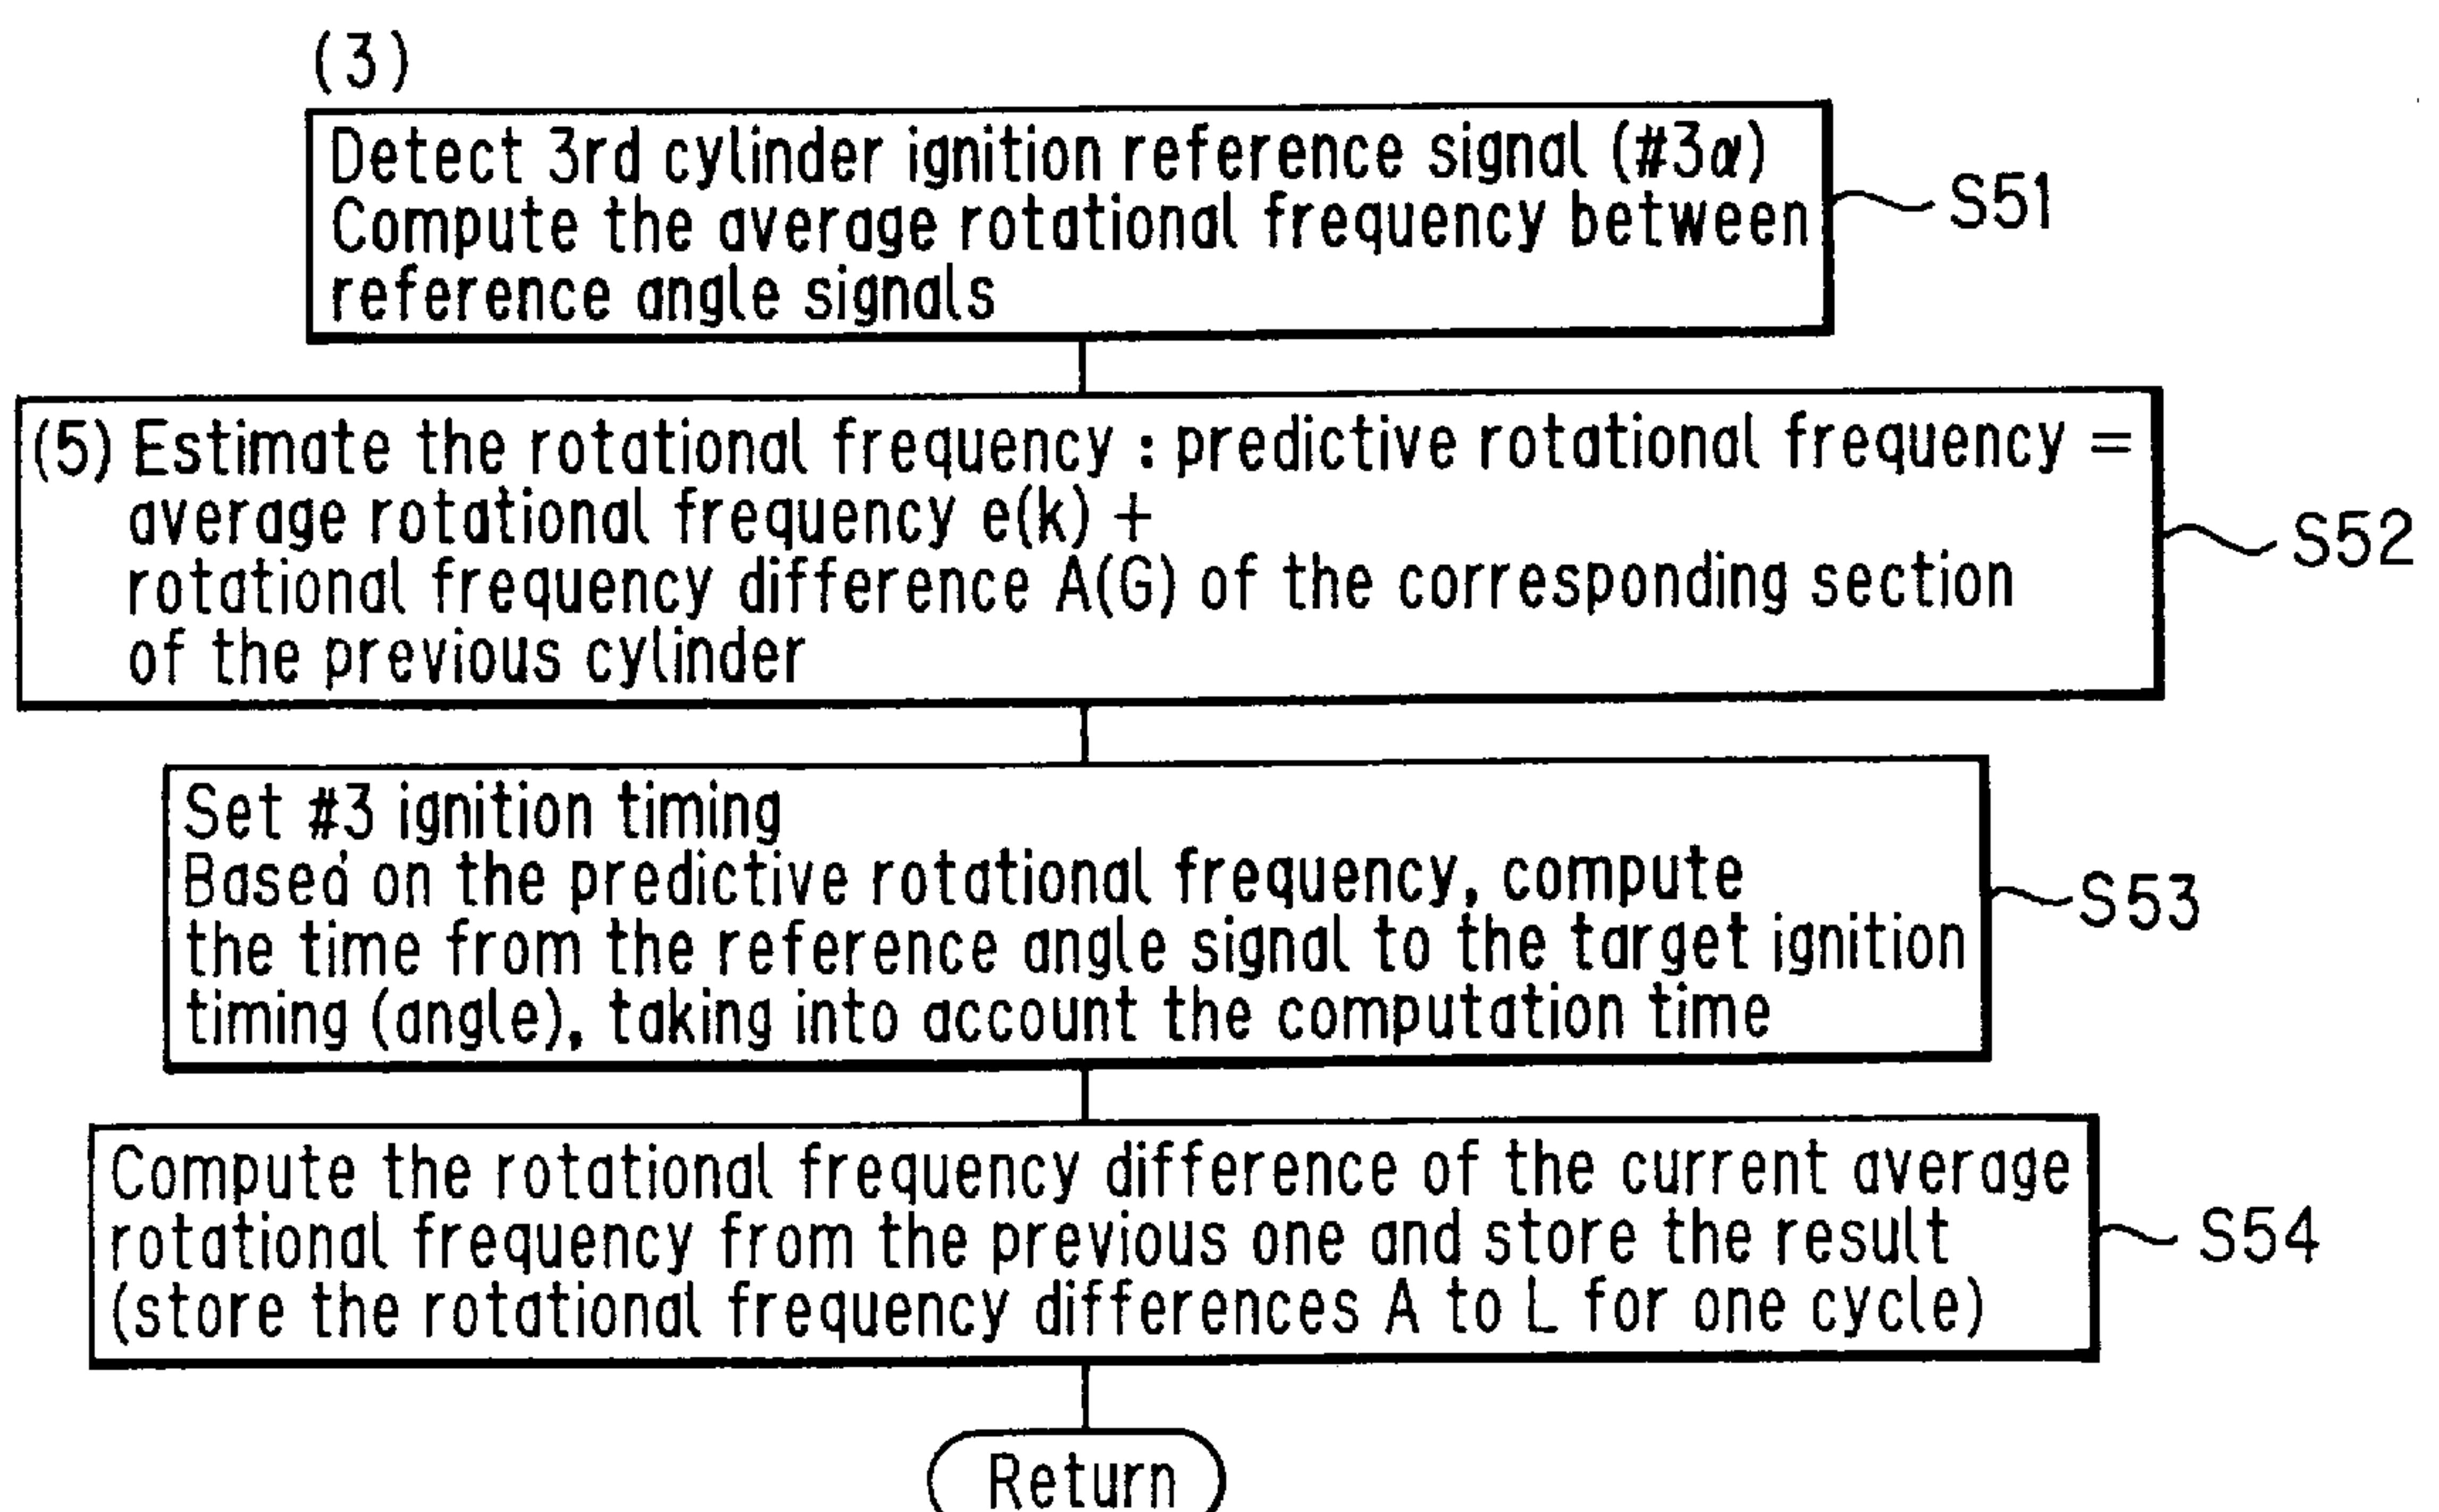 (3)
Detect 3rd cylinder ignition reference signal (#3α)
Compute the average rotational frequency between
reference angle signals
S51
(5) Estimate the rotational frequency : predictive rotational frequency =
average rotational frequency e(k) +
rotational frequency difference A(G) of the corresponding section
of the previous cylinder
S52
Set #3 ignition timing
Based on the predictive rotational frequency, compute
the time from the reference angle signal to the target ignition
timing (angle), taking into account the computation time
S53
Compute the rotational frequency difference of the current average
rotational frequency from the previous one and store the result
(store the rotational frequency differences A to L for one cycle)
S54
Return